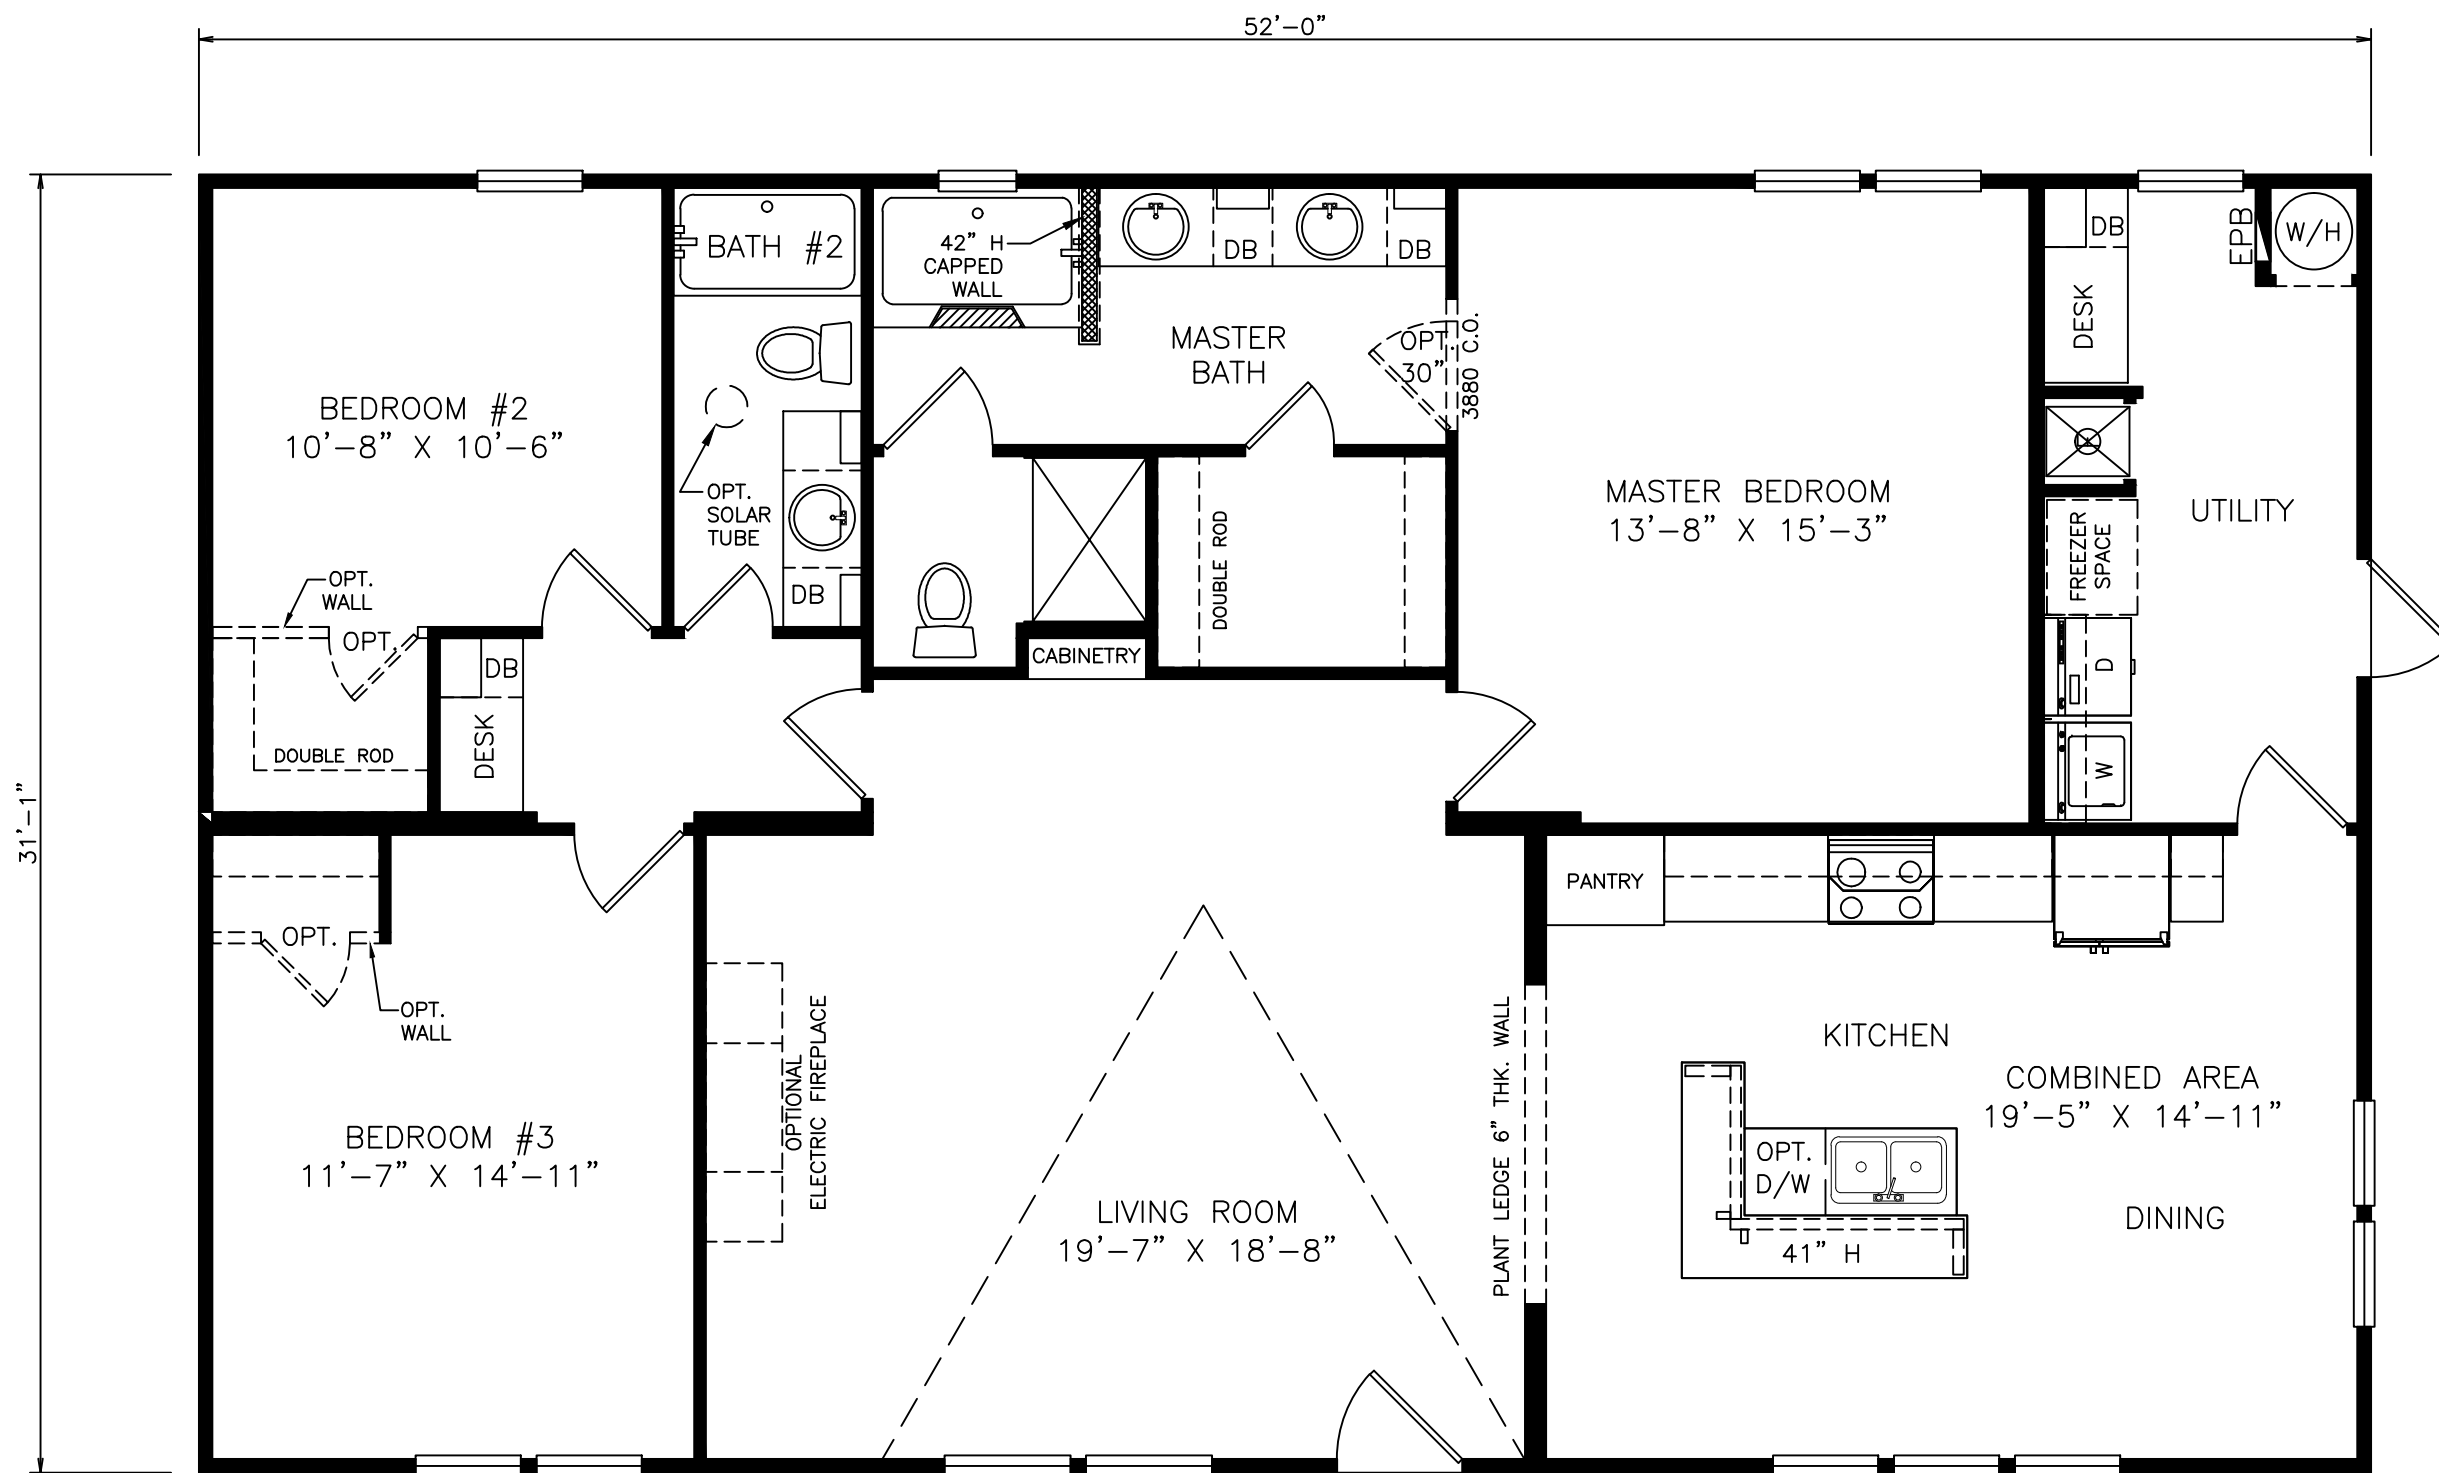 52'-0"
31'-1"
BATH #2
42" H
CAPPED
WALL
DB
DB
MASTER
BATH
OPT.
30"
3880 C.O.
DB
DESK
EPB
W/H
BEDROOM #2
10'-8" X 10'-6"
OPT.
SOLAR
TUBE
DB
OPT.
WALL
OPT.
DOUBLE ROD
DB
DESK
CABINETRY
DOUBLE ROD
MASTER BEDROOM
13'-8" X 15'-3"
UTILITY
FREEZER
SPACE
D
W
OPT.
OPT.
WALL
BEDROOM #3
11'-7" X 14'-11"
OPTIONAL
ELECTRIC FIREPLACE
LIVING ROOM
19'-7" X 18'-8"
PLANT LEDGE 6" THK. WALL
PANTRY
KITCHEN
COMBINED AREA
19'-5" X 14'-11"
OPT.
D/W
41" H
DINING